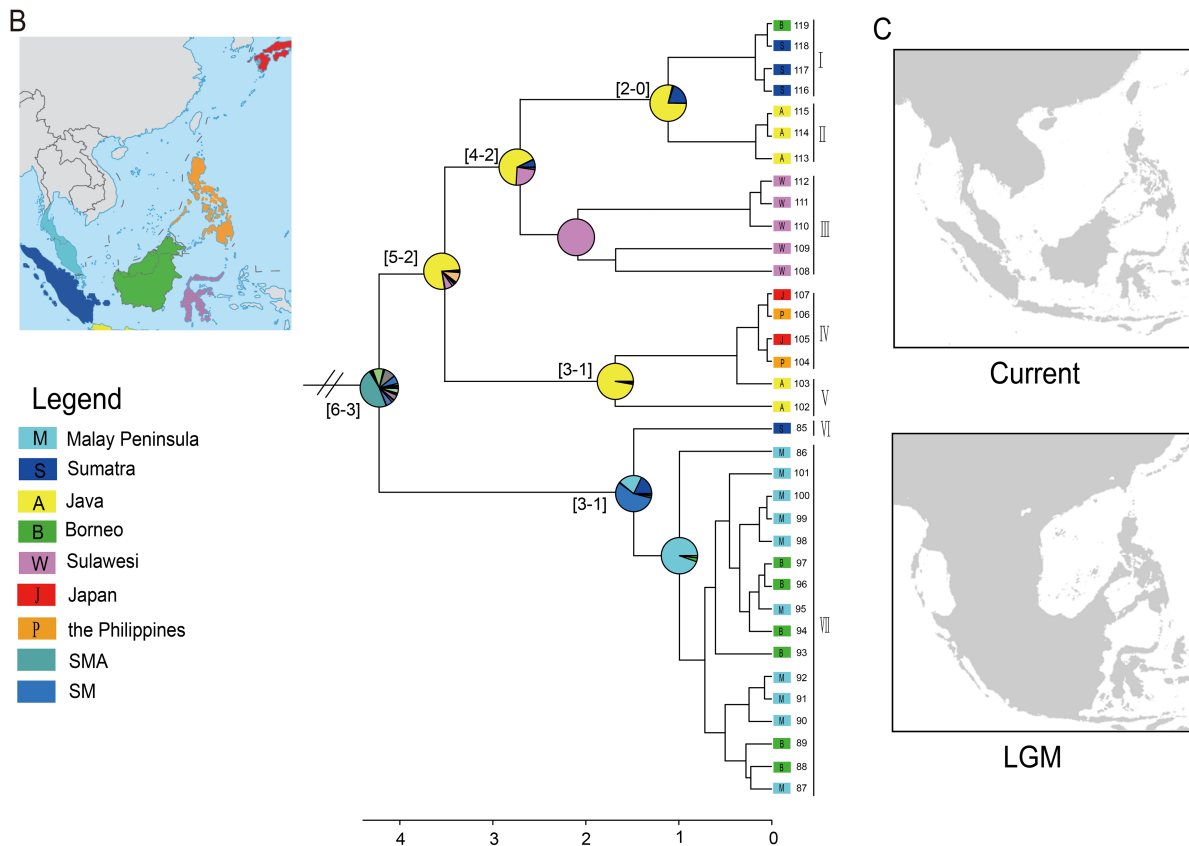 B
Legend
M Malay Peninsula
S Sumatra
A Java
B Borneo
W Sulawesi
J Japan
P the Philippines
SMA
SM
[2-0]
[4-2]
[5-2]
[3-1]
[6-3]
[3-1]
B 119
S 118
S 117
S 116
A 115
A 114
A 113
W 112
W 111
W 110
W 109
W 108
J 107
P 106
J 105
P 104
A 103
A 102
S 85
M 86
M 101
M 100
M 99
M 98
B 97
B 96
M 95
B 94
B 93
M 92
M 91
M 90
B 89
B 88
M 87
I
II
III
IV
V
VI
VII
4 3 2 1 0
C
Current
LGM